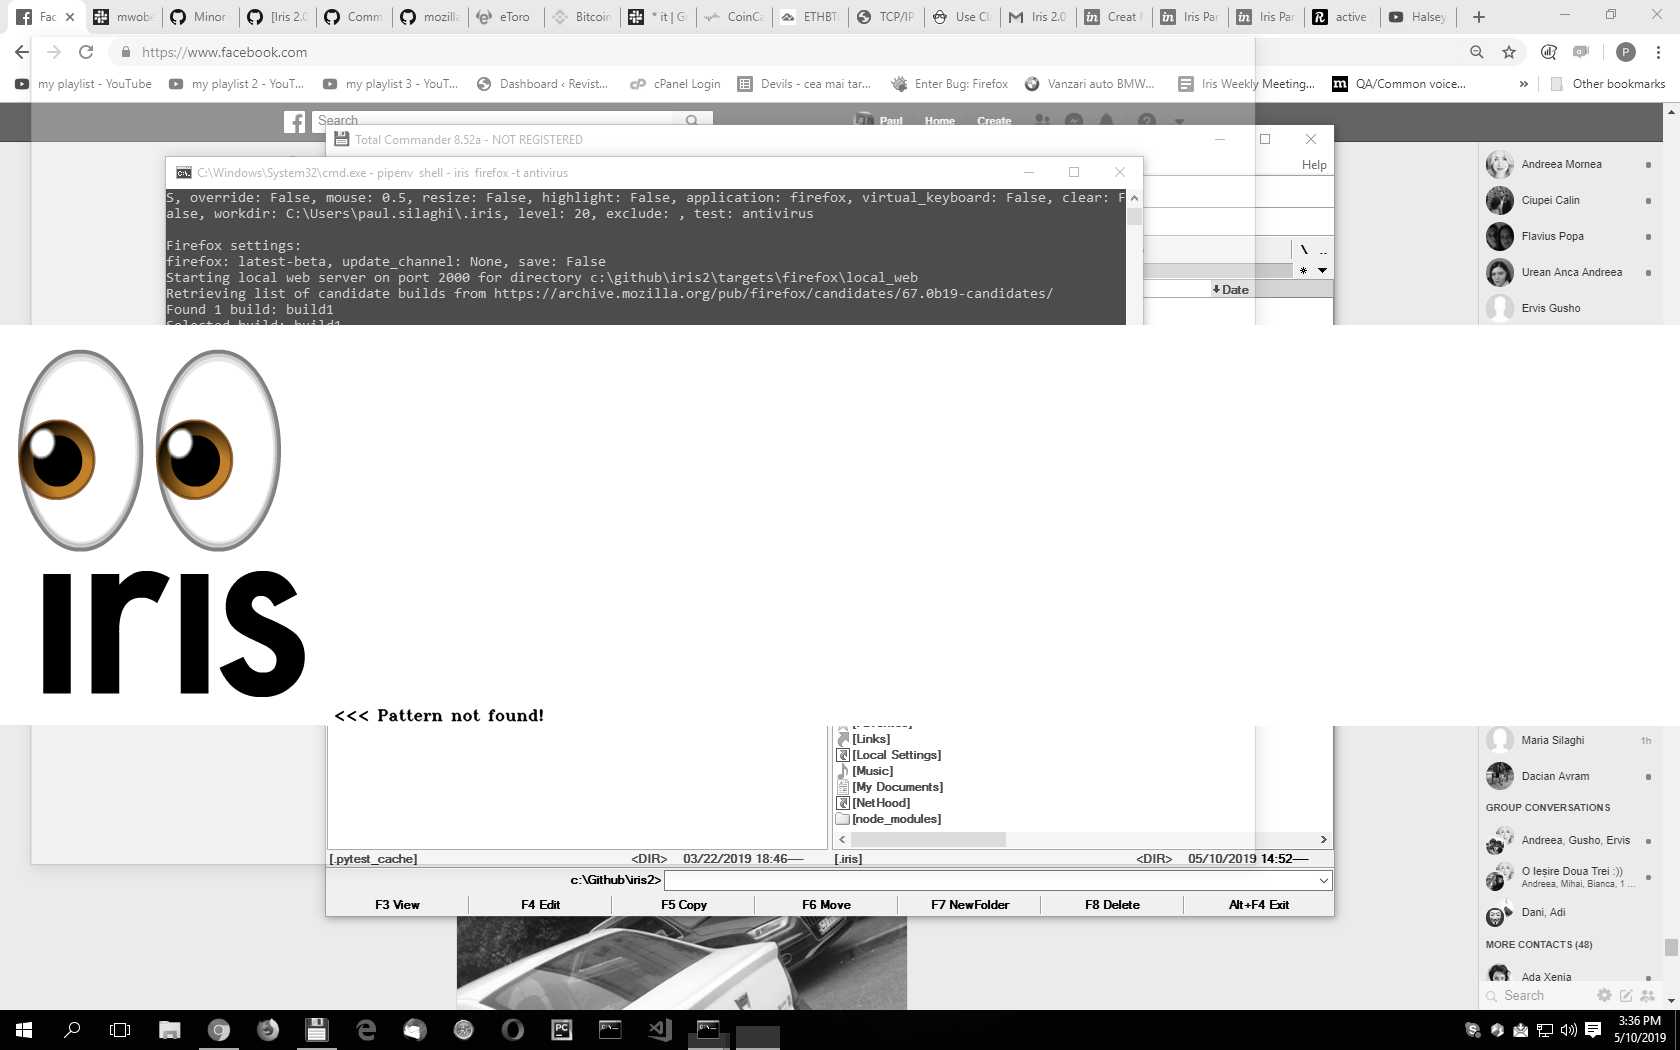 Fac
mwobe
Minor
[Iris 2.0
Comm
mozilla
eToro
Bitcoin
* it | G
CoinCa
ETHBT
TCP/IP
Use Cl
Iris 2.0
Creat
Iris Par
Iris Par
active
Halsey
https://www.facebook.com
P
my playlist - YouTube
my playlist 2 - YouT...
my playlist 3 - YouT...
Dashboard ‹ Revist...
cPanel Login
Devils - cea mai tar...
Enter Bug: Firefox
Vanzari auto BMW...
Iris Weekly Meeting...
QA/Common voice...
»
Other bookmarks
Search
Paul
Home
Create
Total Commander 8.52a - NOT REGISTERED
Help
C:\Windows\System32\cmd.exe - pipenv shell - iris firefox -t antivirus
S, override: False, mouse: 0.5, resize: False, highlight: False, application: firefox, virtual_keyboard: False, clear: F
alse, workdir: C:\Users\paul.silaghi\.iris, level: 20, exclude: , test: antivirus
Firefox settings:
firefox: latest-beta, update_channel: None, save: False
Starting local web server on port 2000 for directory c:\github\iris2\targets\firefox\local_web
Retrieving list of candidate builds from https://archive.mozilla.org/pub/firefox/candidates/67.0b19-candidates/
Found 1 build: build1
Selected build: build1
\ ..
*
Date
Andreea Mornea
Ciupei Calin
Flavius Popa
Urean Anca Andreea
Ervis Gusho
iris
<<< Pattern not found!
[Links]
[Local Settings]
[Music]
[My Documents]
[NetHood]
[node_modules]
[.pytest_cache] <DIR> 03/22/2019 18:46----
[.iris] <DIR> 05/10/2019 14:52----
c:\Github\iris2>
F3 View
F4 Edit
F5 Copy
F6 Move
F7 NewFolder
F8 Delete
Alt+F4 Exit
Maria Silaghi 1h
Dacian Avram
GROUP CONVERSATIONS
Andreea, Gusho, Ervis
O Ieșire Doua Trei :))
Andreea, Mihai, Bianca, 1 ...
Dani, Adi
MORE CONTACTS (48)
Ada Xenia
Search
3:36 PM
5/10/2019